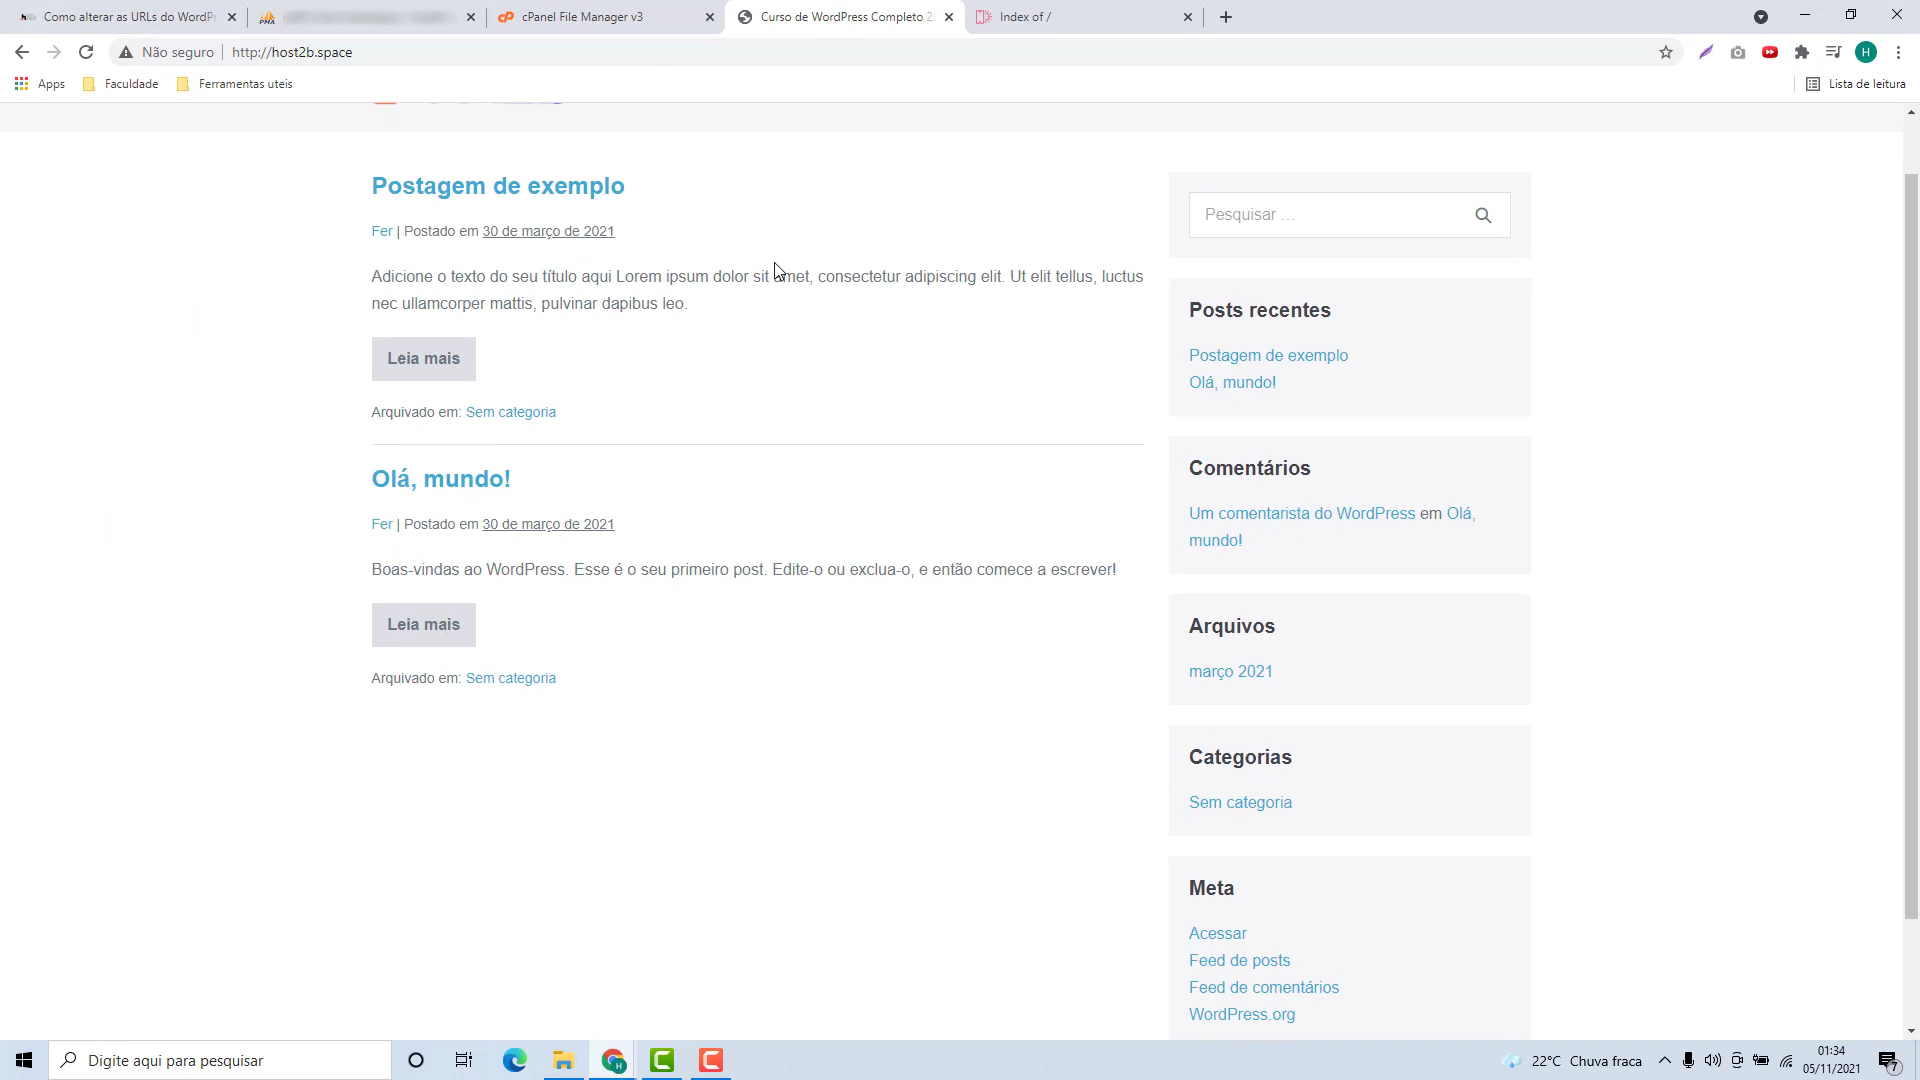 Como alterar as URLs do WordPr
cPanel File Manager v3
Curso de WordPress Completo 2
Index of /
Não seguro
http://host2b.space
H
Apps
Faculdade
Ferramentas uteis
Lista de leitura
Postagem de exemplo
Fer | Postado em 30 de março de 2021
Adicione o texto do seu título aqui Lorem ipsum dolor sit amet, consectetur adipiscing elit. Ut elit tellus, luctus
nec ullamcorper mattis, pulvinar dapibus leo.
Leia mais
Arquivado em: Sem categoria
Olá, mundo!
Fer | Postado em 30 de março de 2021
Boas-vindas ao WordPress. Esse é o seu primeiro post. Edite-o ou exclua-o, e então comece a escrever!
Leia mais
Arquivado em: Sem categoria
Pesquisar …
Posts recentes
Postagem de exemplo
Olá, mundo!
Comentários
Um comentarista do WordPress em Olá,
mundo!
Arquivos
março 2021
Categorias
Sem categoria
Meta
Acessar
Feed de posts
Feed de comentários
WordPress.org
Digite aqui para pesquisar
22°C Chuva fraca
01:34
05/11/2021
7